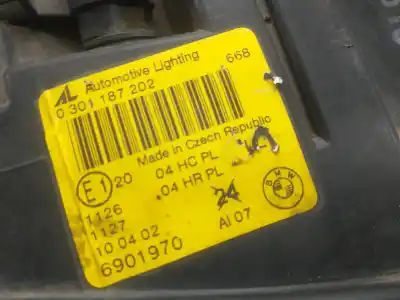 AL Automotive Lighting 668
0 301 187 202
Made in Czech Republic
E1 20 04 HC PL
04 HR PL
1126
1127
24
10 04 02 AI 07
6901970
BMW